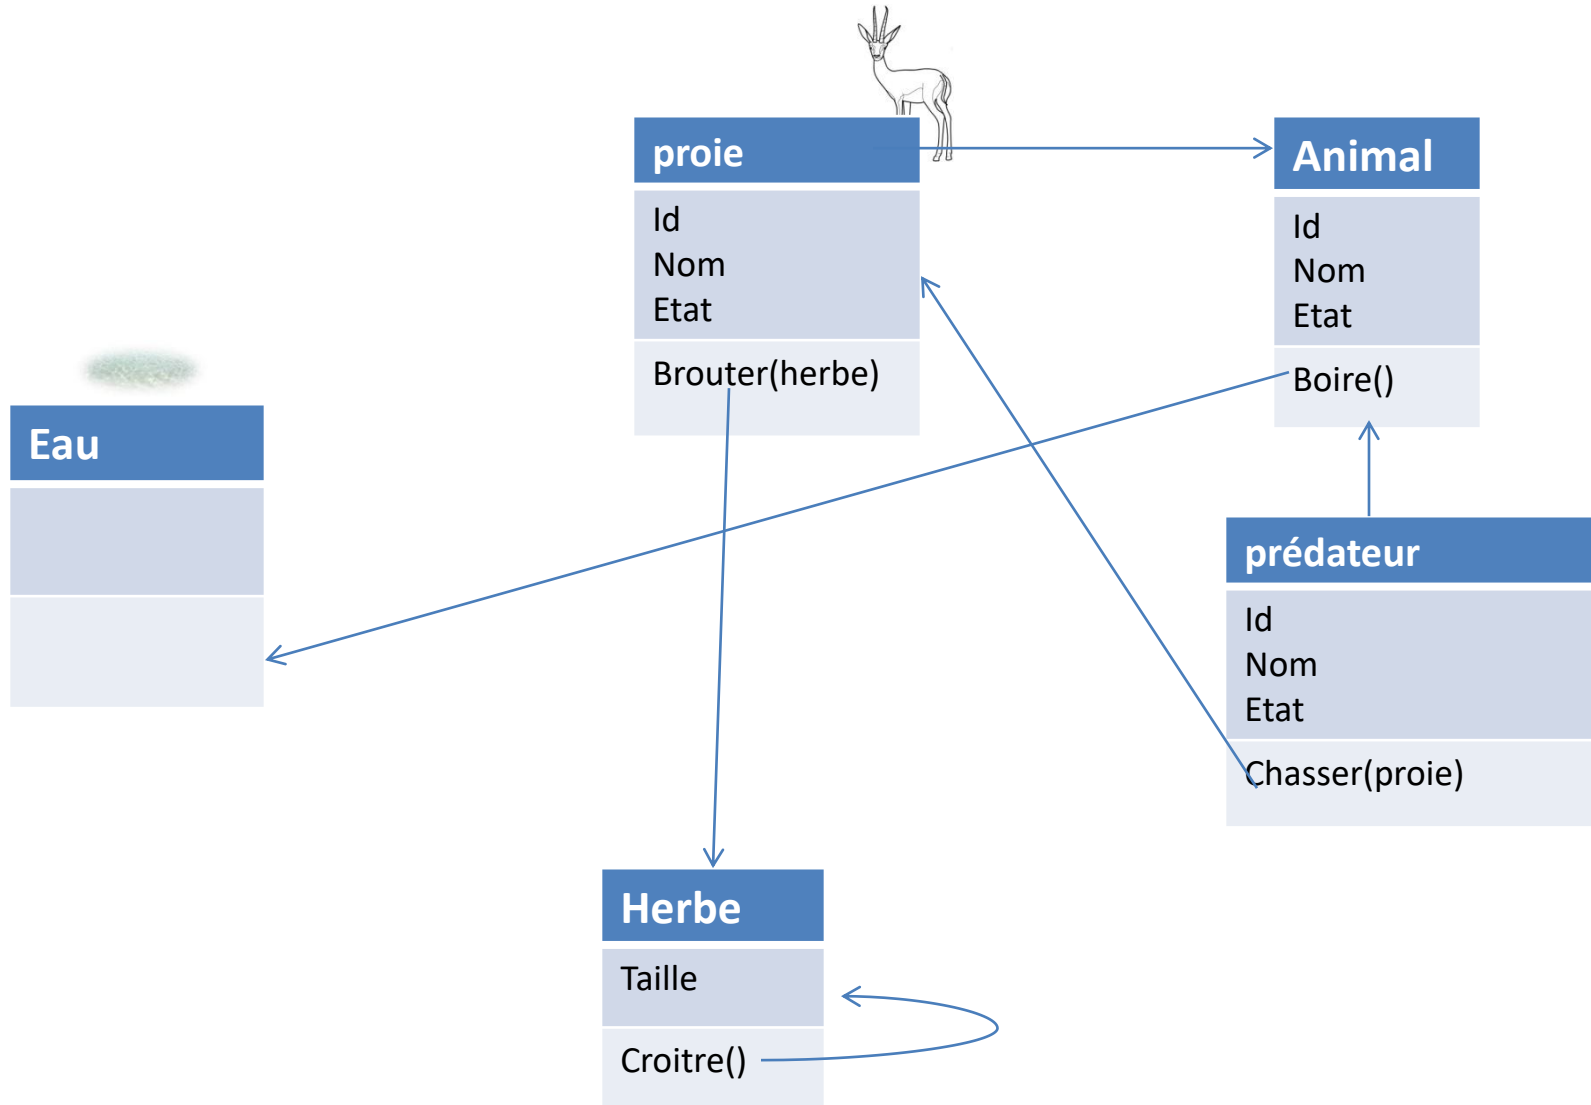 proie
Id
Nom
Etat
Brouter(herbe)
Animal
Id
Nom
Etat
Boire()
Eau
prédateur
Id
Nom
Etat
Chasser(proie)
Herbe
Taille
Croitre()